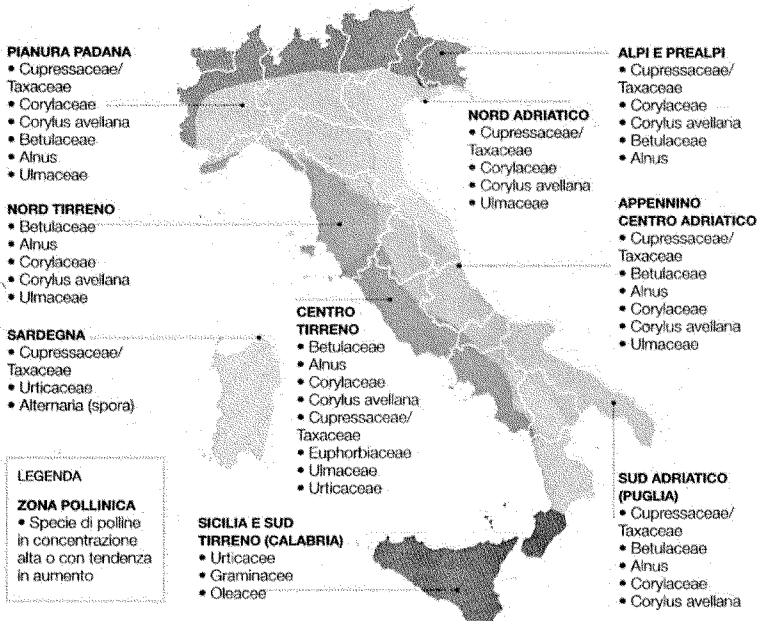 PIANURA PADANA
• Cupressaceae/
Taxaceae
• Corylaceae
• Corylus avellana
• Betulaceae
• Alnus
• Ulmaceae
NORD TIRRENO
• Betulaceae
• Alnus
• Corylaceae
• Corylus avellana
• Ulmaceae
SARDEGNA
• Cupressaceae/
Taxaceae
• Urticaceae
• Alternaria (spora)
LEGENDA
ZONA POLLINICA
• Specie di polline
in concentrazione
alta o con tendenza
in aumento
CENTRO
TIRRENO
• Betulaceae
• Alnus
• Corylaceae
• Corylus avellana
• Cupressaceae/
Taxaceae
• Euphorbiaceae
• Ulmaceae
• Urticaceae
SICILIA E SUD
TIRRENO (CALABRIA)
• Urticacee
• Graminacee
• Oleacee
NORD ADRIATICO
• Cupressaceae/
Taxaceae
• Corylaceae
• Corylus avellana
• Ulmaceae
ALPI E PREALPI
• Cupressaceae/
Taxaceae
• Corylaceae
• Corylus avellana
• Betulaceae
• Alnus
APPENNINO
CENTRO ADRIATICO
• Cupressaceae/
Taxaceae
• Betulaceae
• Alnus
• Corylaceae
• Corylus avellana
• Ulmaceae
SUD ADRIATICO
(PUGLIA)
• Cupressaceae/
Taxaceae
• Betulaceae
• Alnus
• Corylaceae
• Corylus avellana